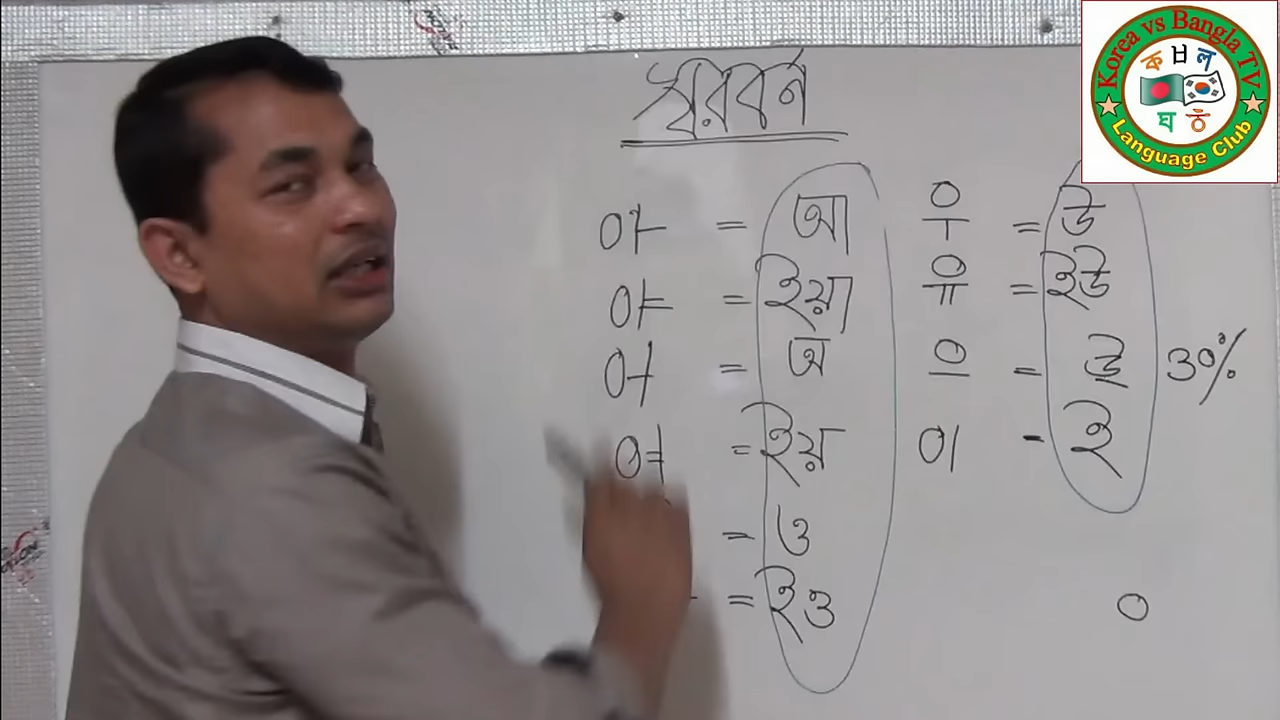 Korea vs Bangla TV
ক ㅂ ল
ঘ ㅎ
Language Club
স্বরবর্ন
아 = আ 우 = উ
야 = ইয়া 유 = ইউ
어 = অ 으 = উ 30%
여 = ইয় 이 - ই
= ও
= ইও ㅇ